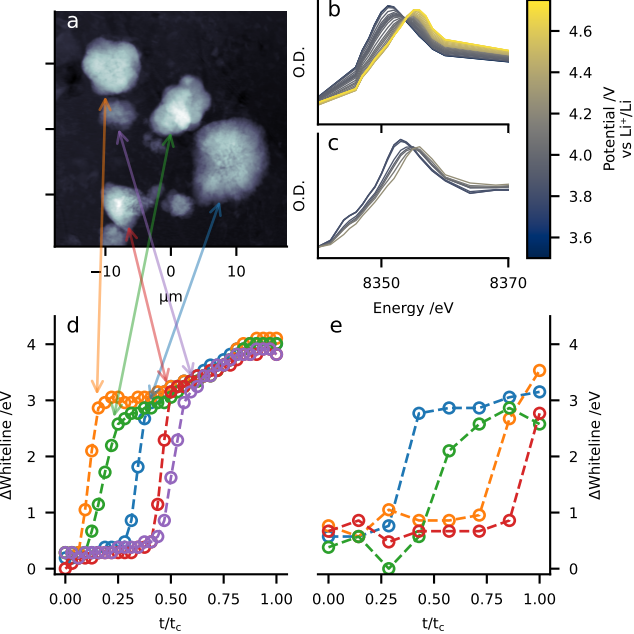 a
−10
0
10
μm
b
O.D.
c
O.D.
8350
8370
Energy /eV
4.6
4.4
4.2
4.0
3.8
3.6
Potential /V
vs Li⁺/Li
d
4
3
2
1
0
ΔWhiteline /eV
0.00
0.25
0.50
0.75
1.00
t/t꜀
e
4
3
2
1
0
ΔWhiteline /eV
0.00
0.25
0.50
0.75
1.00
t/t꜀